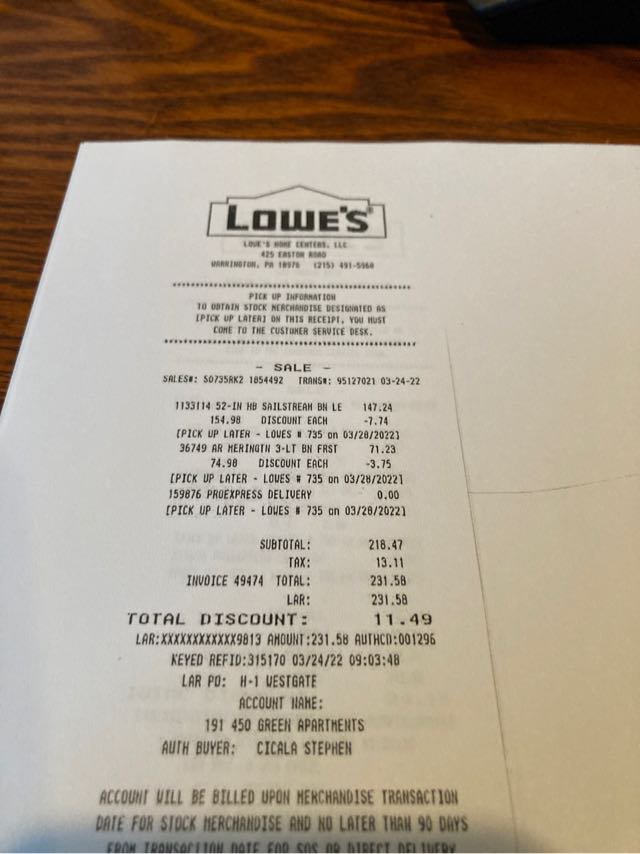 LOWE'S
LOWE'S HOME CENTERS, LLC
425 EASTON ROAD
WARRINGTON, PA 18976 (215) 491-5960
PICK UP INFORMATION
TO OBTAIN STOCK MERCHANDISE DESIGNATED AS
[PICK UP LATER] ON THIS RECEIPT, YOU MUST
COME TO THE CUSTOMER SERVICE DESK.
- SALE -
SALES#: S0735RK2 1854492 TRANS#: 95127021 03-24-22
1133114 52-IN HB SAILSTREAM BN LE 147.24
154.98 DISCOUNT EACH -7.74
[PICK UP LATER - LOWES # 735 on 03/28/2022]
36749 AR MERINGTN 3-LT BN FRST 71.23
74.98 DISCOUNT EACH -3.75
[PICK UP LATER - LOWES # 735 on 03/28/2022]
159876 PROEXPRESS DELIVERY 0.00
[PICK UP LATER - LOWES # 735 on 03/28/2022]
SUBTOTAL: 218.47
TAX: 13.11
INVOICE 49474 TOTAL: 231.58
LAR: 231.58
TOTAL DISCOUNT: 11.49
LAR:XXXXXXXXXXXX9813 AMOUNT:231.58 AUTHCD:001296
KEYED REFID:315170 03/24/22 09:03:48
LAR PO: H-1 WESTGATE
ACCOUNT NAME:
191 450 GREEN APARTMENTS
AUTH BUYER: CICALA STEPHEN
ACCOUNT WILL BE BILLED UPON MERCHANDISE TRANSACTION
DATE FOR STOCK MERCHANDISE AND NO LATER THAN 90 DAYS
FROM TRANSACTION DATE FOR SOS OR DIRECT DELIVERY